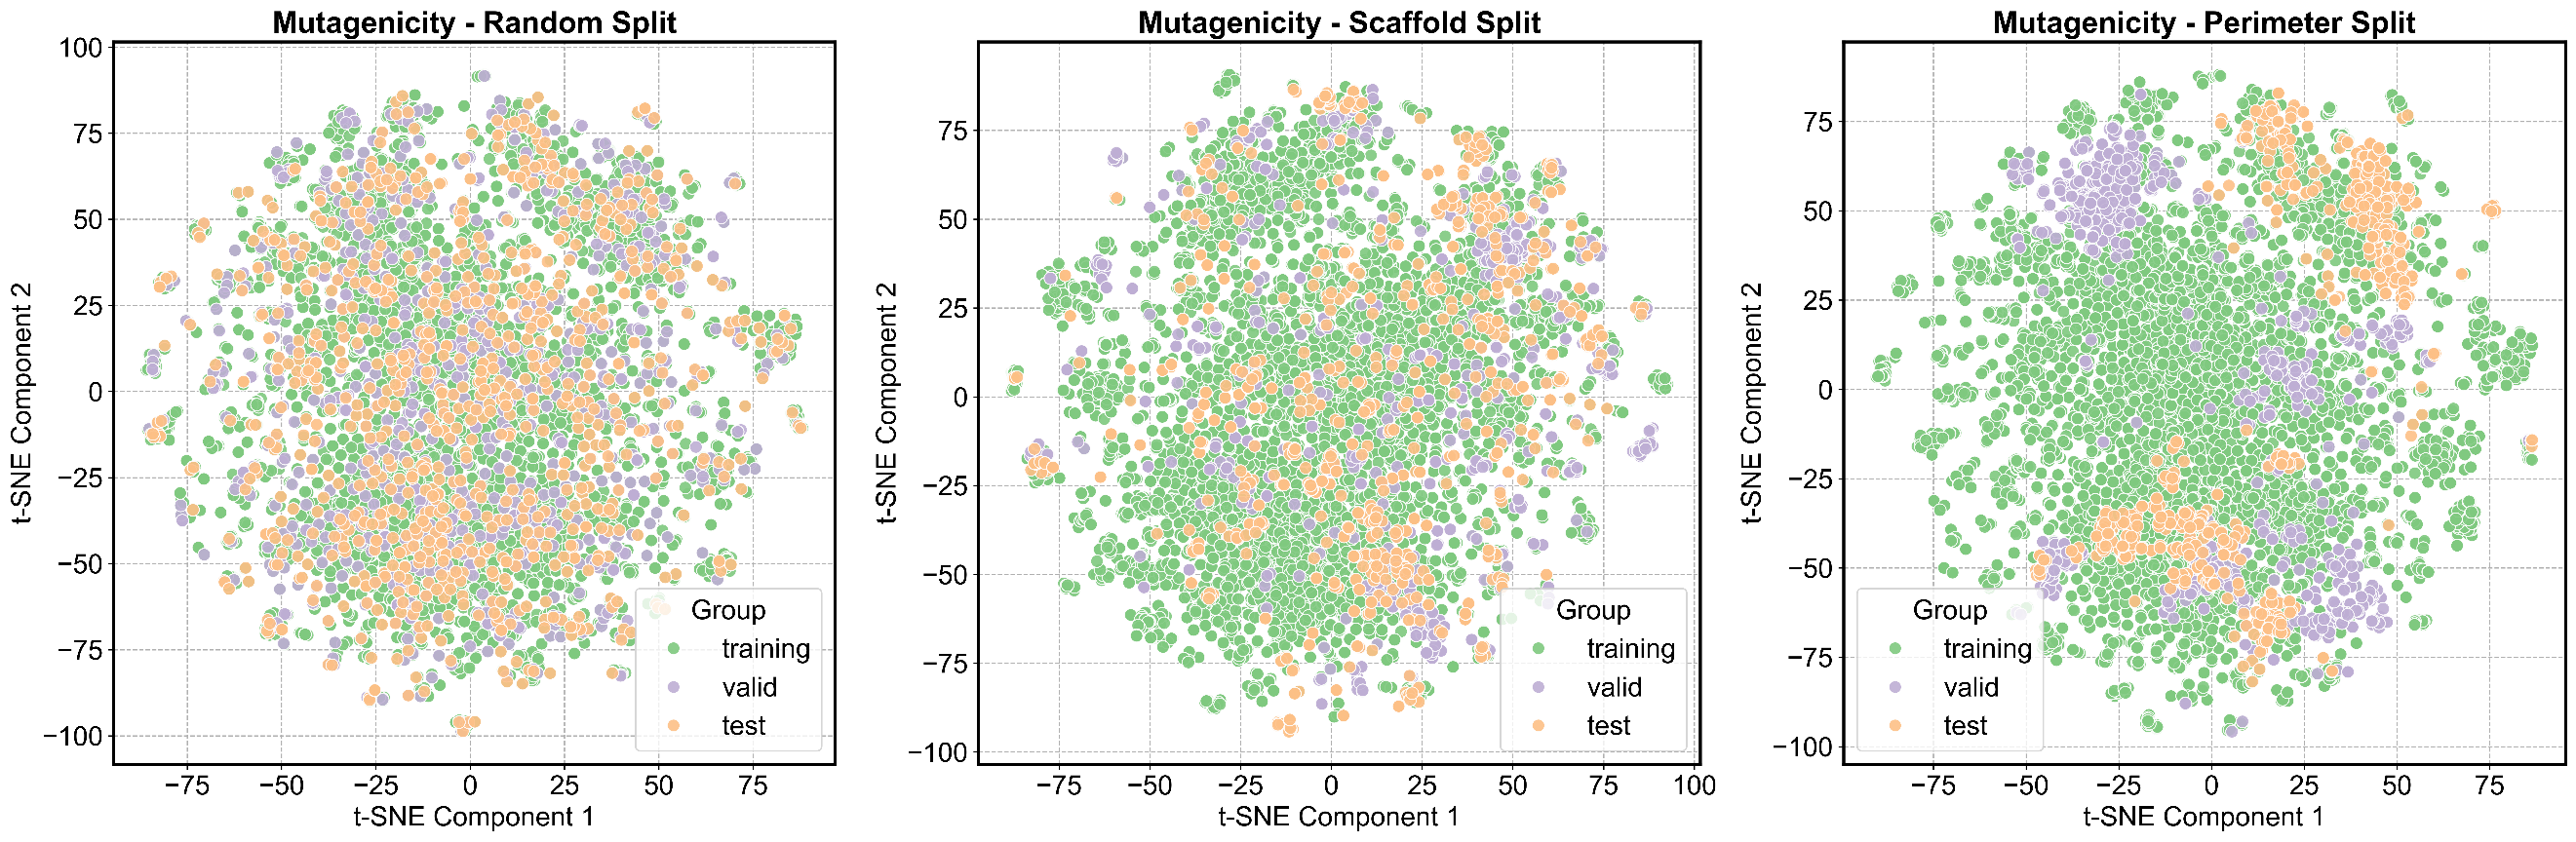 Mutagenicity - Random Split
100
75
50
25
0
−25
−50
−75
−100
t-SNE Component 2
−75
−50
−25
0
25
50
75
t-SNE Component 1
Group
training
valid
test
Mutagenicity - Scaffold Split
75
50
25
0
−25
−50
−75
−100
t-SNE Component 2
−75
−50
−25
0
25
50
75
100
t-SNE Component 1
Group
training
valid
test
Mutagenicity - Perimeter Split
75
50
25
0
−25
−50
−75
−100
t-SNE Component 2
−75
−50
−25
0
25
50
75
t-SNE Component 1
Group
training
valid
test